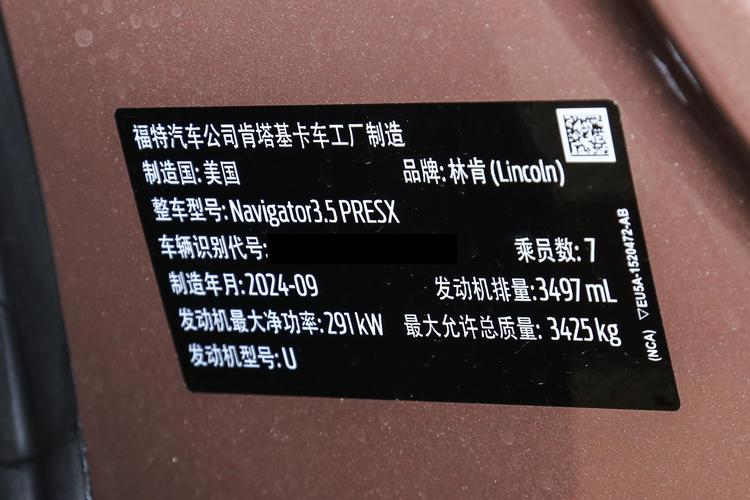 福特汽车公司肯塔基卡车工厂制造
制造国:美国 品牌:林肯(Lincoln)
整车型号:Navigator3.5 PRESX
车辆识别代号: 乘员数:7
制造年月:2024-09 发动机排量:3497 mL
发动机最大净功率:291 kW 最大允许总质量:3425 kg
发动机型号:U
(NCA) ▽EU5A-1520472-AB